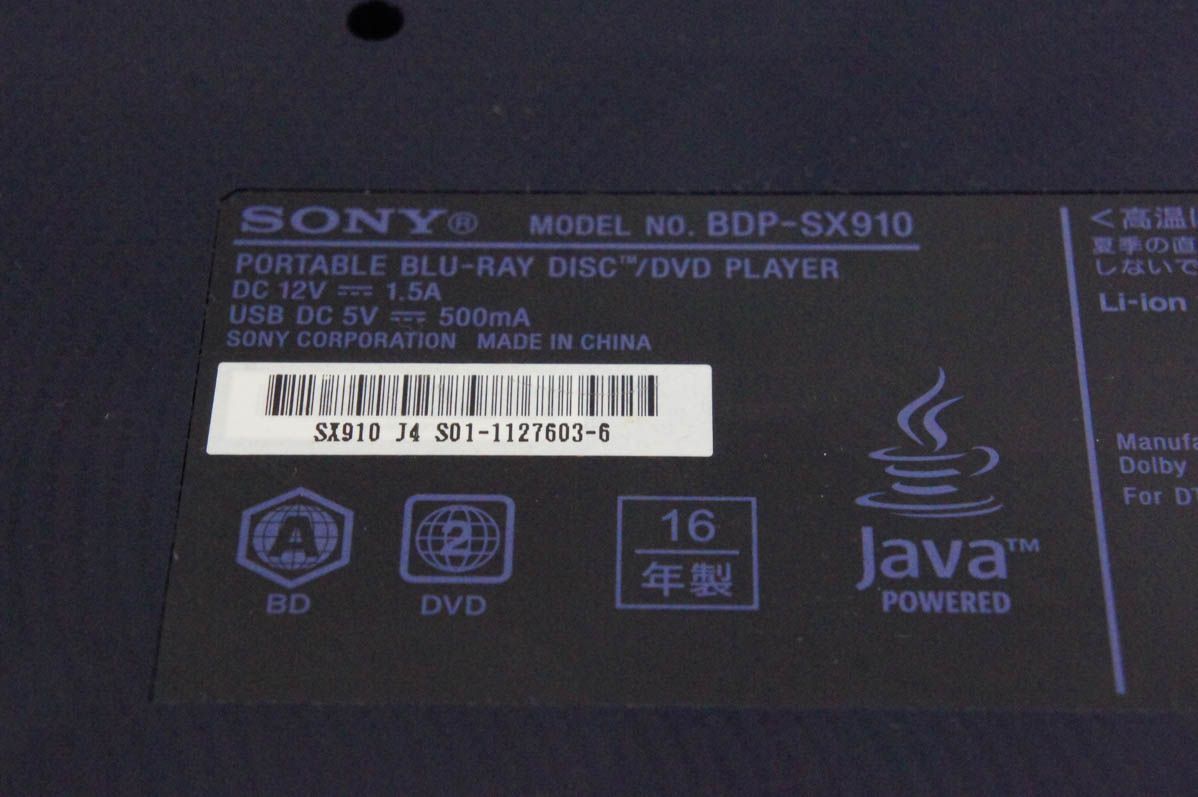 SONY® MODEL NO. BDP-SX910
PORTABLE BLU-RAY DISC™/DVD PLAYER
DC 12V ⎓ 1.5A
USB DC 5V ⎓ 500mA
SONY CORPORATION MADE IN CHINA
SX910 J4 S01-1127603-6
A
BD
2
DVD
16
年製
Java™
POWERED
<高温
夏季の直
しないで
Li-ion
Manufa
Dolby
For D